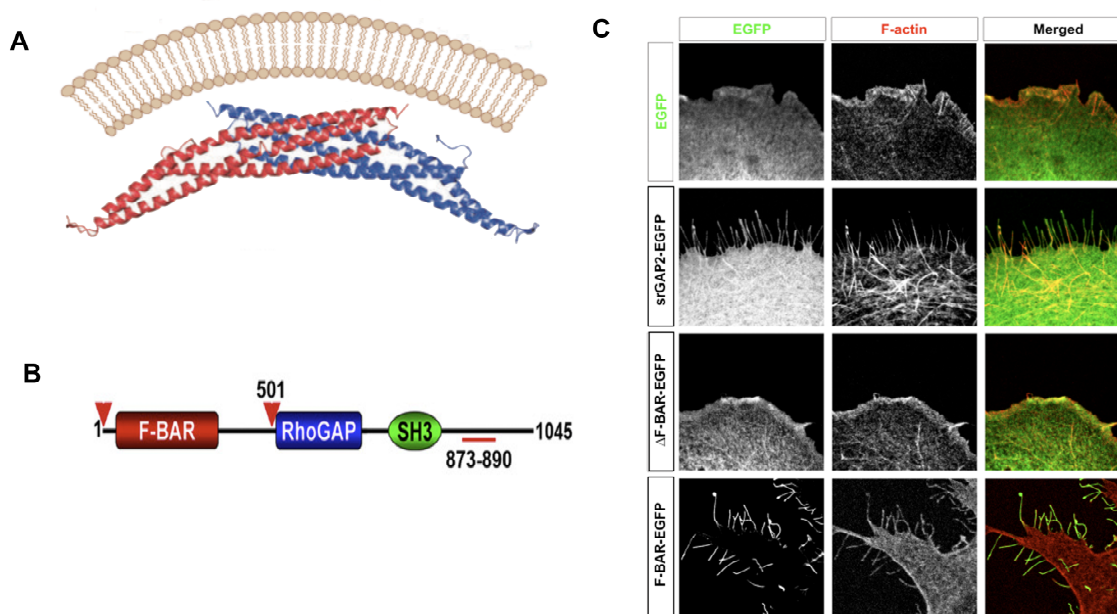 A
B
1
F-BAR
501
RhoGAP
SH3
873-890
1045
C
EGFP
F-actin
Merged
EGFP
srGAP2-EGFP
ΔF-BAR-EGFP
F-BAR-EGFP